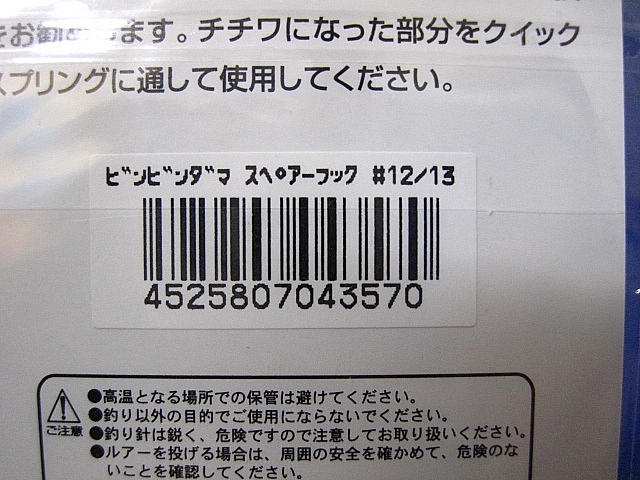 をお勧めします。チチワになった部分をクイック
スプリングに通して使用してください。
ビンビンダマ スペアーフック #12/13
4525807043570
ご注意
●高温となる場所での保管は避けてください。
●釣り以外の目的でご使用にならないでください。
●釣り針は鋭く、危険ですので注意してお取り扱いください。
●ルアーを投げる場合は、周囲の安全を確かめて、危険のな
いことを確認してください。